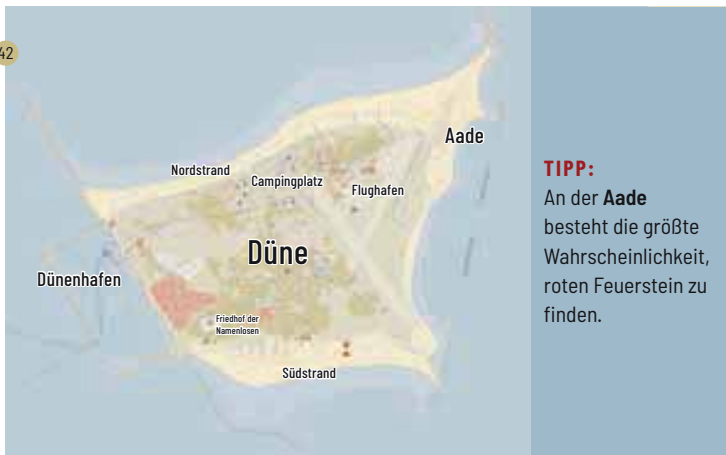 42
Aade
Nordstrand
Campingplatz
Flughafen
Düne
Dünenhafen
Friedhof der
Namenlosen
Südstrand
TIPP:
An der Aade
besteht die größte
Wahrscheinlichkeit,
roten Feuerstein zu
finden.